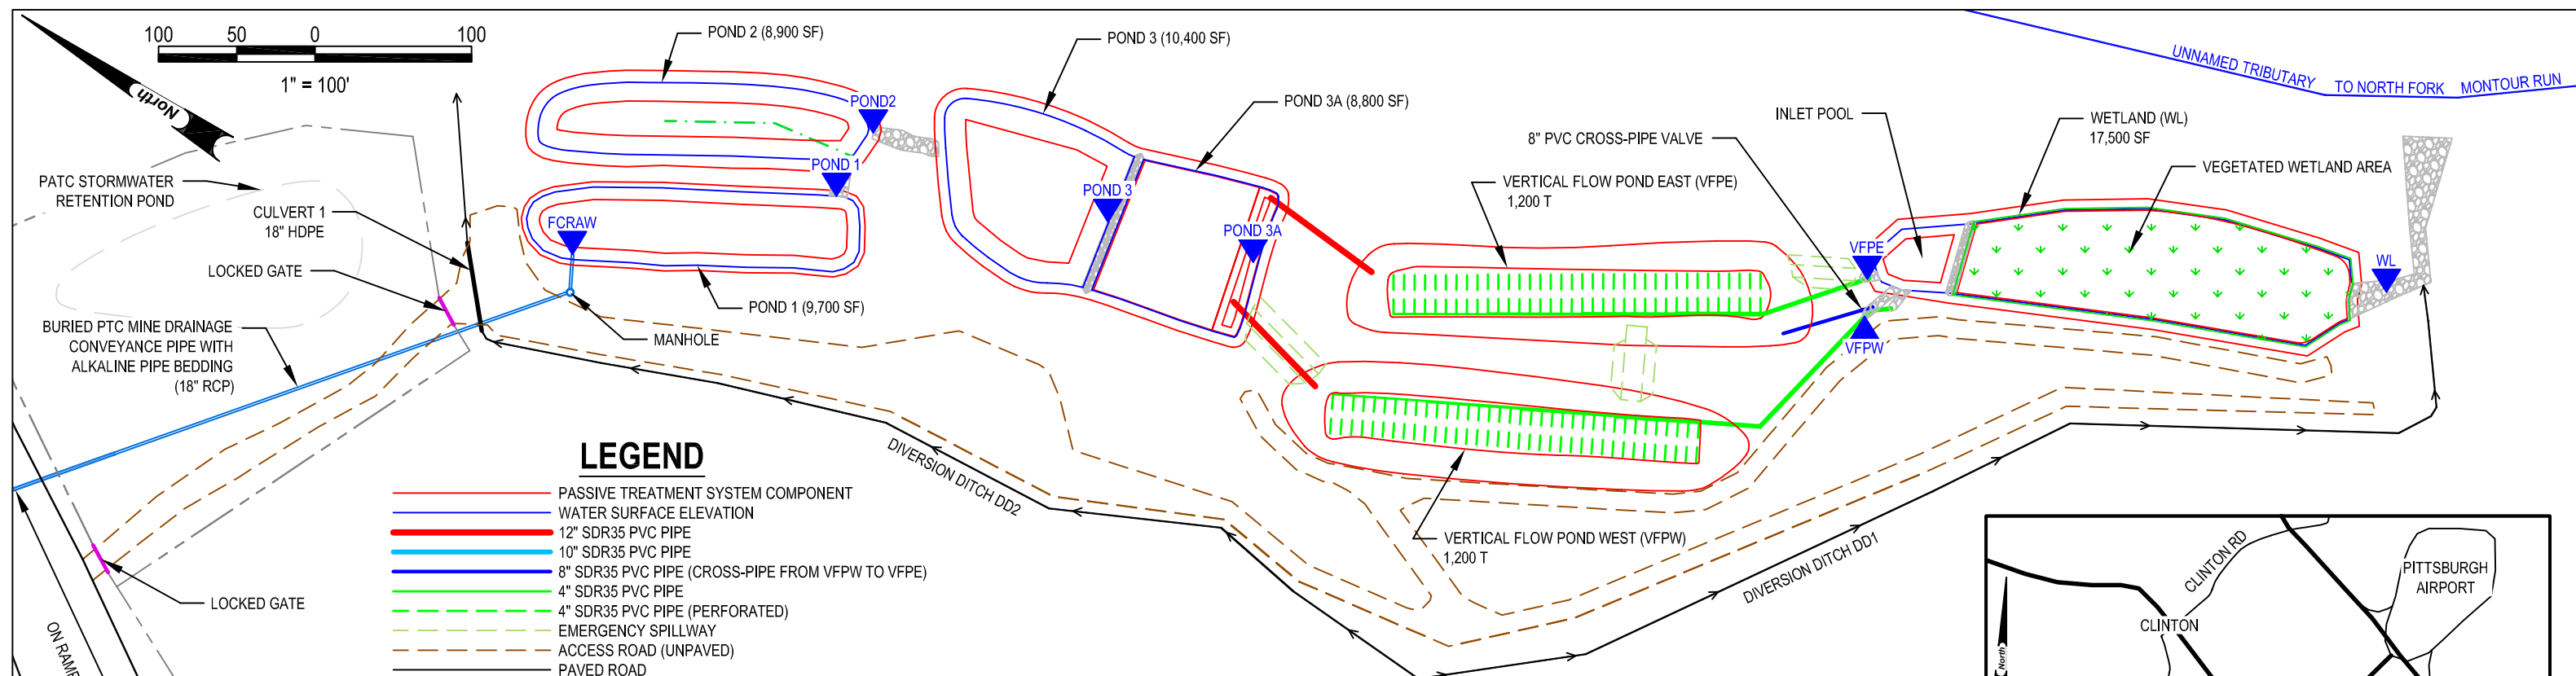 100 50 0 100
1" = 100'
North
POND 2 (8,900 SF)
POND 3 (10,400 SF)
POND 3A (8,800 SF)
8" PVC CROSS-PIPE VALVE
INLET POOL
WETLAND (WL)
17,500 SF
VEGETATED WETLAND AREA
UNNAMED TRIBUTARY TO NORTH FORK MONTOUR RUN
PATC STORMWATER
RETENTION POND
CULVERT 1
18" HDPE
LOCKED GATE
BURIED PTC MINE DRAINAGE
CONVEYANCE PIPE WITH
ALKALINE PIPE BEDDING
(18" RCP)
POND2
POND 1
FCRAW
POND 3
POND 3A
POND 1 (9,700 SF)
MANHOLE
VERTICAL FLOW POND EAST (VFPE)
1,200 T
VFPE
VFPW
WL
DIVERSION DITCH DD2
VERTICAL FLOW POND WEST (VFPW)
1,200 T
DIVERSION DITCH DD1
LOCKED GATE
ON RAMP
LEGEND
PASSIVE TREATMENT SYSTEM COMPONENT
WATER SURFACE ELEVATION
12" SDR35 PVC PIPE
10" SDR35 PVC PIPE
8" SDR35 PVC PIPE (CROSS-PIPE FROM VFPW TO VFPE)
4" SDR35 PVC PIPE
4" SDR35 PVC PIPE (PERFORATED)
EMERGENCY SPILLWAY
ACCESS ROAD (UNPAVED)
PAVED ROAD
CLINTON RD
PITTSBURGH
AIRPORT
CLINTON
North